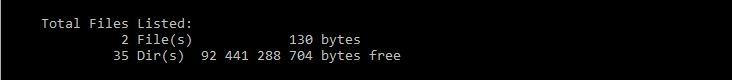 Total Files Listed:
2 File(s) 130 bytes
35 Dir(s) 92 441 288 704 bytes free